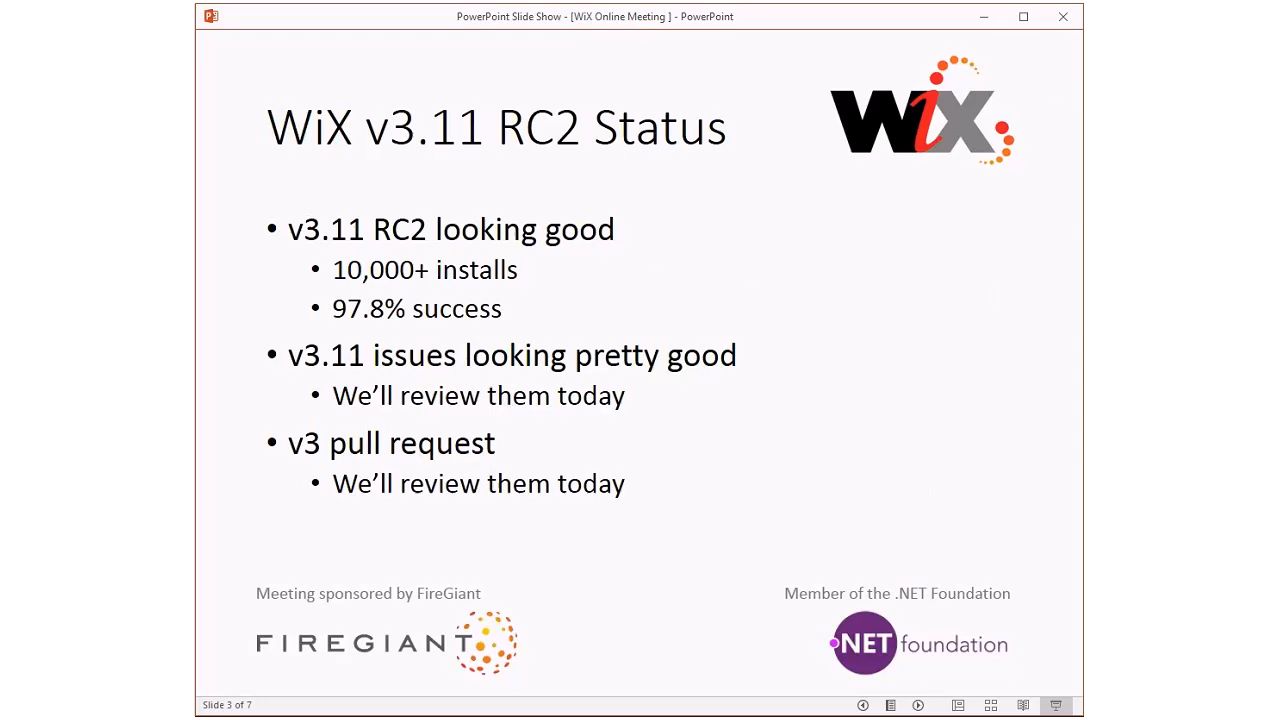 PowerPoint Slide Show - [WiX Online Meeting ] - PowerPoint
WiX v3.11 RC2 Status
WiX
• v3.11 RC2 looking good
• 10,000+ installs
• 97.8% success
• v3.11 issues looking pretty good
• We’ll review them today
• v3 pull request
• We’ll review them today
Meeting sponsored by FireGiant
Member of the .NET Foundation
FIREGIANT
.NET foundation
Slide 3 of 7